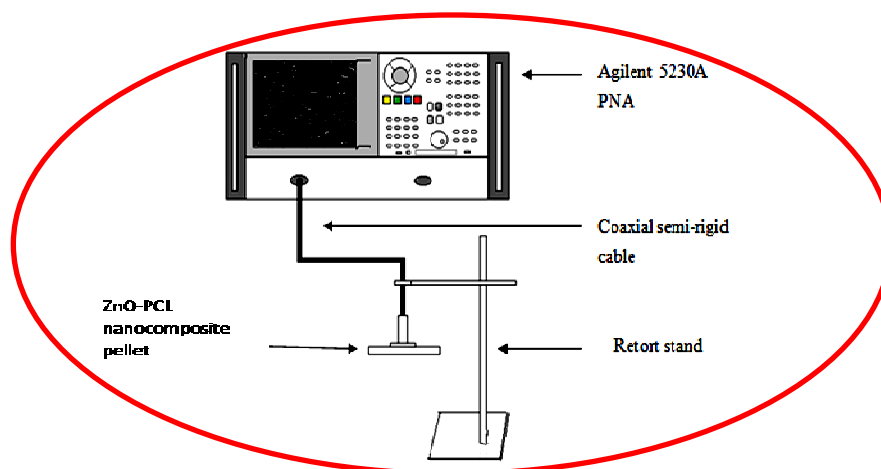 Agilent 5230A
PNA
Coaxial semi-rigid
cable
ZnO-PCL
nanocomposite
pellet
Retort stand